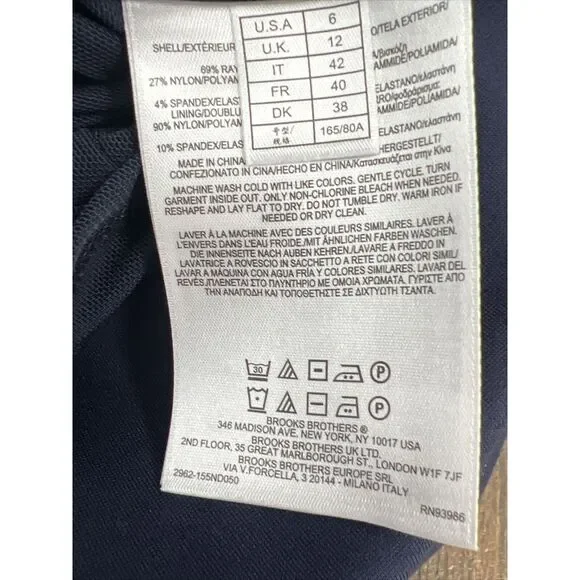 U.S.A 6
U.K. 12
IT 42
FR 40
DK 38
165/80A
SHELL/EXTÉRIEUR
/TELA EXTERIOR/
69% RAY
27% NYLON/POLYAM
AMMIDE/POLIAMIDA/
4% SPANDEX/ELAS
ELASTANO/ελαστάνη
LINING/DOUBLU
90% NYLON/POLYAM
AMMIDE/POLIAMIDA/
10% SPANDEX/ELAS
ELASTANO/ελαστάνη
MADE IN CHINA
HERGESTELLT/
CONFEZIONATO IN CINA/HECHO EN CHINA/Κατασκευάζεται στην Κίνα
MACHINE WASH COLD WITH LIKE COLORS. GENTLE CYCLE. TURN
GARMENT INSIDE OUT. ONLY NON-CHLORINE BLEACH WHEN NEEDED.
RESHAPE AND LAY FLAT TO DRY. DO NOT TUMBLE DRY. WARM IRON IF
NEEDED OR DRY CLEAN.
LAVER À LA MACHINE AVEC DES COULEURS SIMILAIRES. LAVER À
L'ENVERS DANS L'EAU FROIDE./MIT ÄHNLICHEN FARBEN WASCHEN.
DIE INNENSEITE NACH AUßEN KEHREN./LAVARE A FREDDO IN
LAVATRICE A ROVESCIO IN SACCHETTO A RETE CON COLORI SIMILI/
LAVAR A MÁQUINA CON AGUA FRÍA Y COLORES SIMILARES. LAVAR DEL
REVÉS./ΠΛΕΝΕΤΑΙ ΣΤΟ ΠΛΥΝΤΗΡΙΟ ΜΕ ΟΜΟΙΑ ΧΡΩΜΑΤΑ. ΓΥΡΙΣΤΕ ΑΠΟ
ΤΗΝ ΑΝΑΠΟΔΗ ΚΑΙ ΤΟΠΟΘΕΤΗΣΤΕ ΣΕ ΔΙΧΤΥΩΤΗ ΤΣΑΝΤΑ.
30 P
P
BROOKS BROTHERS ®
346 MADISON AVE, NEW YORK, NY 10017 USA
BROOKS BROTHERS UK LTD.
2ND FLOOR, 35 GREAT MARLBOROUGH ST., LONDON W1F 7JF
BROOKS BROTHERS EUROPE SRL
VIA V.FORCELLA, 3 20144 - MILANO ITALY
2962-155ND050
RN93986